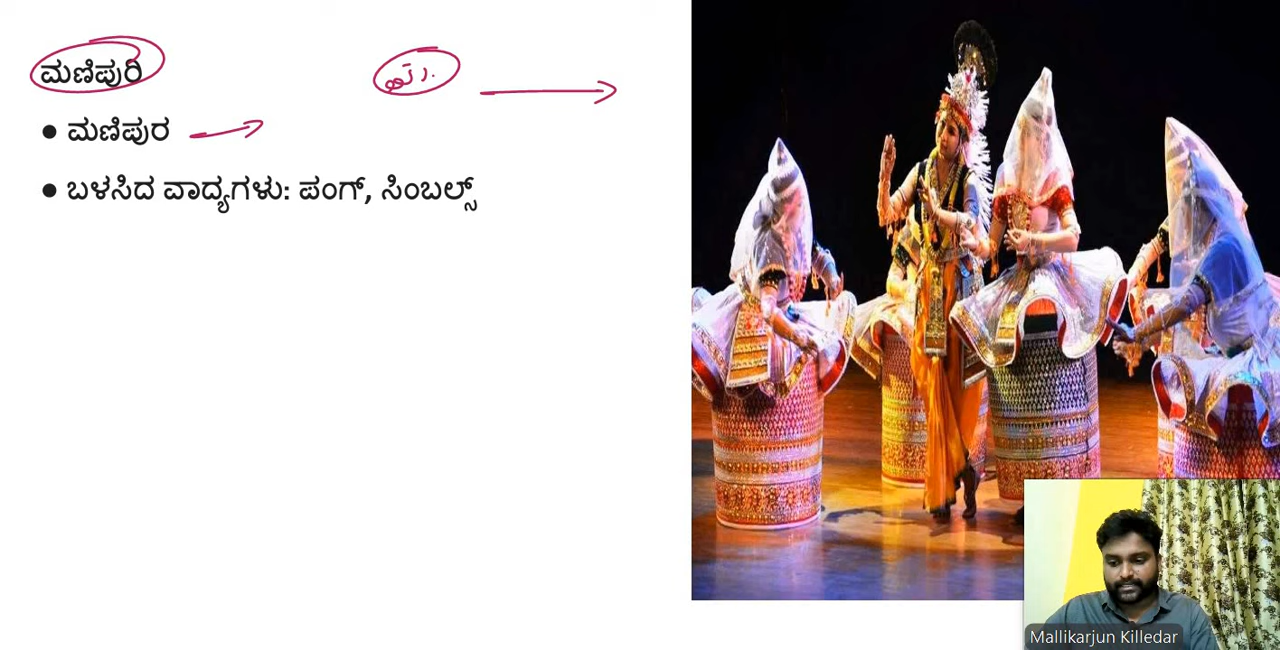 ಮಣಿಪುರಿ
● ಮಣಿಪುರ
● ಬಳಸಿದ ವಾದ್ಯಗಳು: ಪಂಗ್, ಸಿಂಬಲ್ಸ್
Mallikarjun Killedar